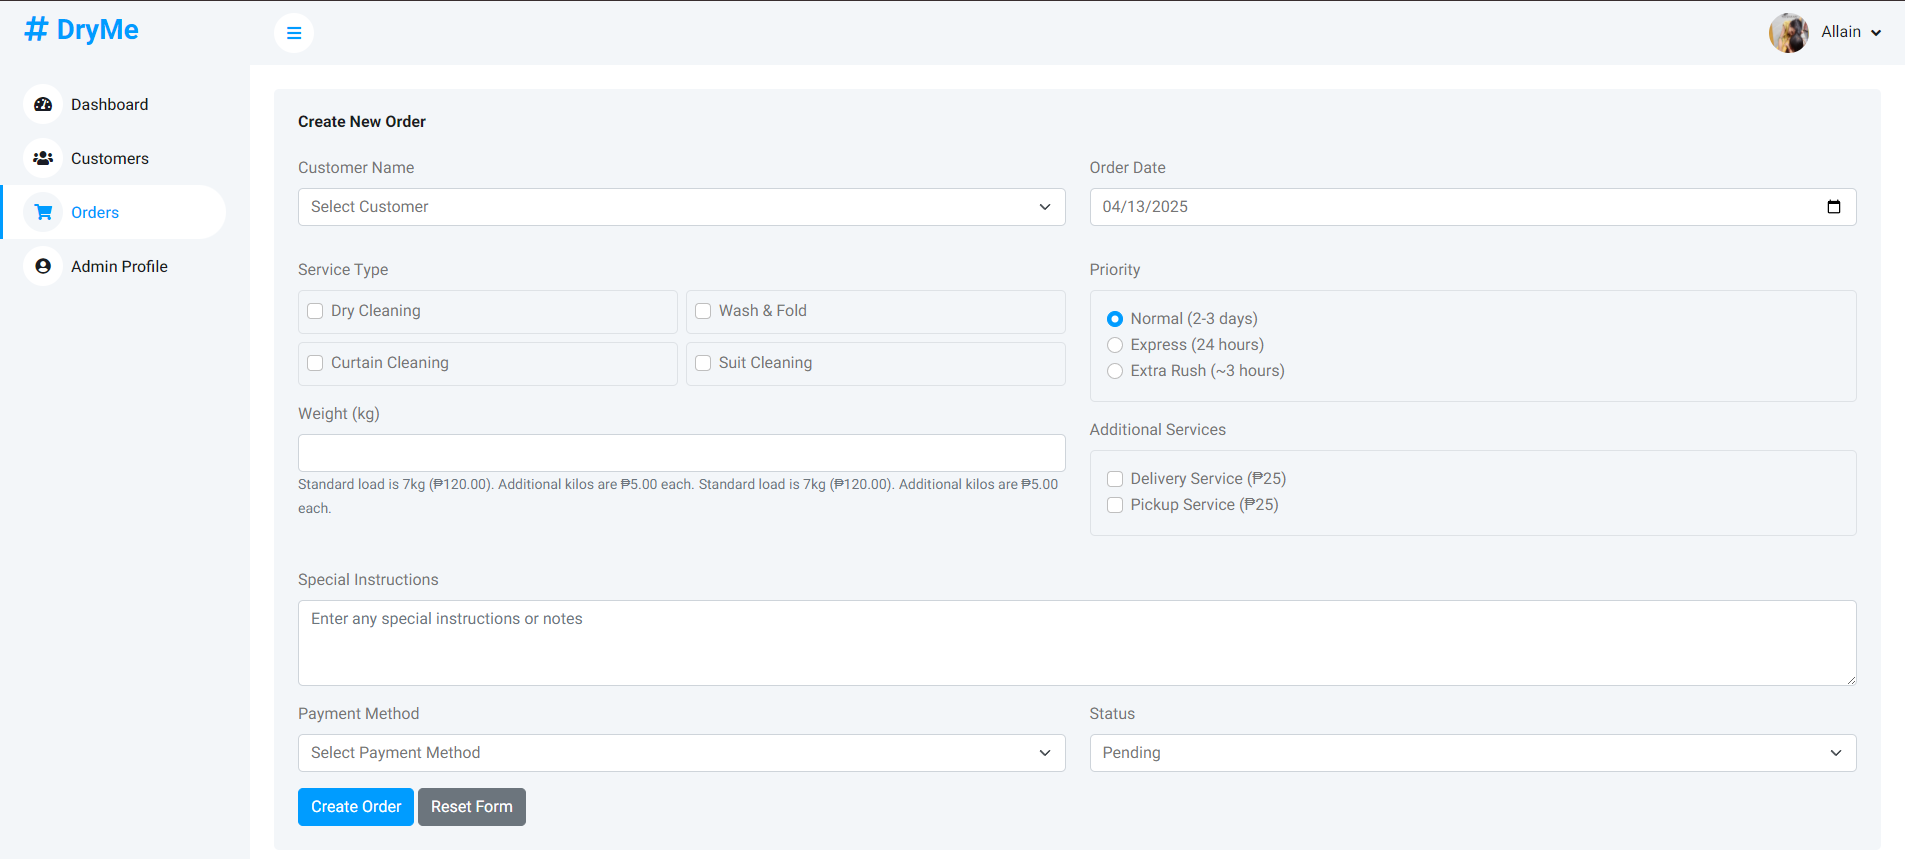 # DryMe
Allain
Dashboard
Customers
Orders
Admin Profile
Create New Order
Customer Name
Select Customer
Order Date
04/13/2025
Service Type
Dry Cleaning
Wash & Fold
Curtain Cleaning
Suit Cleaning
Priority
Normal (2-3 days)
Express (24 hours)
Extra Rush (~3 hours)
Weight (kg)
Standard load is 7kg (₱120.00). Additional kilos are ₱5.00 each. Standard load is 7kg (₱120.00). Additional kilos are ₱5.00
each.
Additional Services
Delivery Service (₱25)
Pickup Service (₱25)
Special Instructions
Enter any special instructions or notes
Payment Method
Select Payment Method
Status
Pending
Create Order
Reset Form